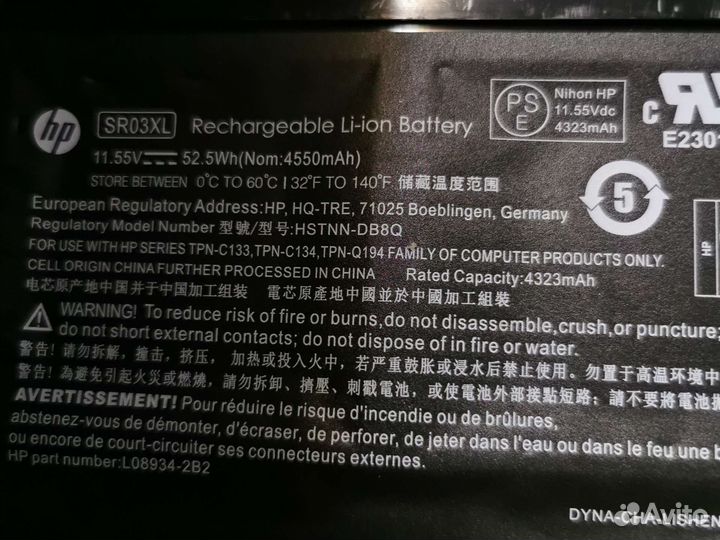 hp SR03XL Rechargeable Li-ion Battery
PS E Nihon HP 11.55Vdc 4323mAh
11.55V 52.5Wh(Nom:4550mAh)
STORE BETWEEN 0°C TO 60°C | 32°F TO 140°F 储藏温度范围
European Regulatory Address:HP, HQ-TRE, 71025 Boeblingen, Germany
Regulatory Model Number 型號/型号:HSTNN-DB8Q
5
FOR USE WITH HP SERIES TPN-C133,TPN-C134,TPN-Q194 FAMILY OF COMPUTER PRODUCTS ONLY.
CELL ORIGIN CHINA FURTHER PROCESSED IN CHINA Rated Capacity:4323mAh
电芯原产地中国并于中国加工组装 電芯原產地中國並於中國加工組裝
WARNING! To reduce risk of fire or burns,do not disassemble,crush,or puncture;
do not short external contacts; do not dispose of in fire or water.
警告! 请勿拆解，撞击，挤压， 加热或投入火中，若严重鼓胀或浸水后禁止使用。勿置于高温环境中
警告! 為避免引起火災或燃燒，請勿拆卸、擠壓、刺戳電池，或使電池外部接點短路；請不要將電池
AVERTISSEMENT! Pour réduire le risque d'incendie ou de brûlures,
abstenez-vous de démonter, d'écraser, de perforer, de jeter dans l'eau ou dans le feu une b
ou encore de court-circuiter ses connecteurs externes.
HP part number:L08934-2B2
DYNA-CHA-LISHEN
c E230
HP
Avito